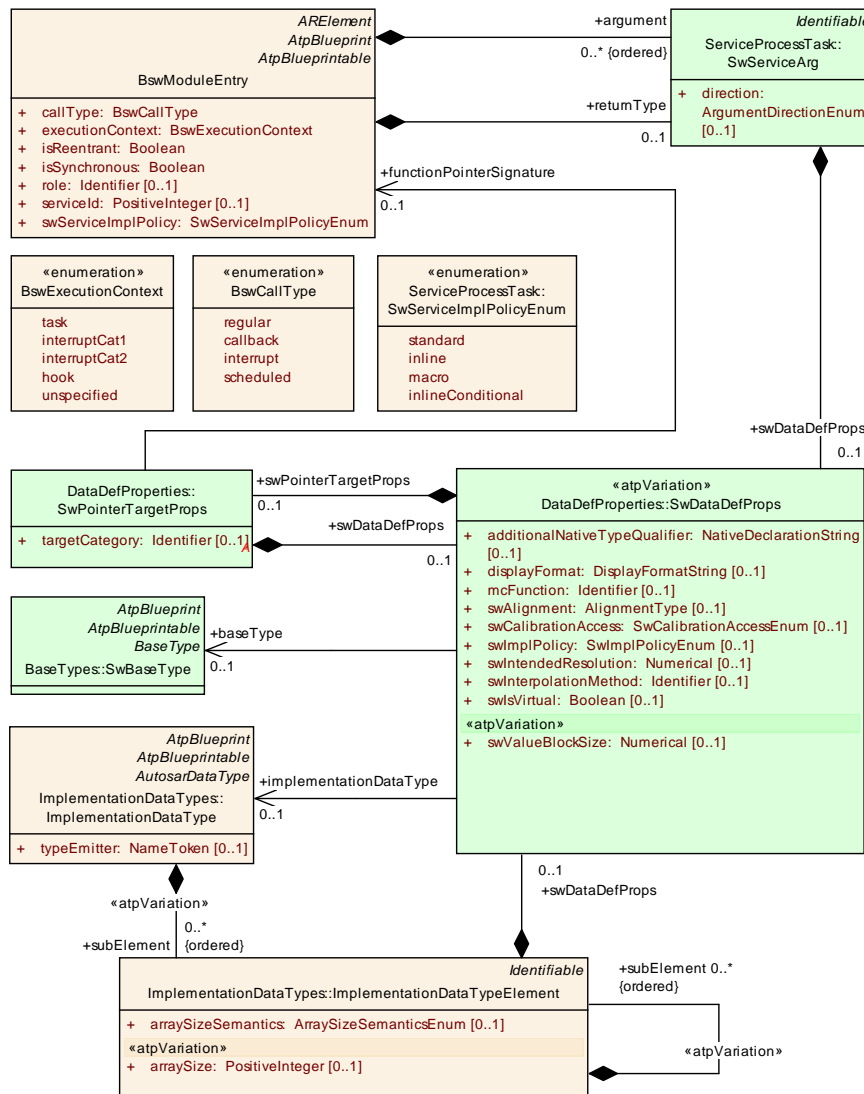 ARElement
AtpBlueprint
AtpBlueprintable
BswModuleEntry
+ callType: BswCallType
+ executionContext: BswExecutionContext
+ isReentrant: Boolean
+ isSynchronous: Boolean
+ role: Identifier [0..1]
+ serviceId: PositiveInteger [0..1]
+ swServiceImplPolicy: SwServiceImplPolicyEnum
+argument
0..* {ordered}
+returnType
0..1
+functionPointerSignature
0..1
Identifiable
ServiceProcessTask::
SwServiceArg
+ direction:
ArgumentDirectionEnum
[0..1]
«enumeration»
BswExecutionContext
task
interruptCat1
interruptCat2
hook
unspecified
«enumeration»
BswCallType
regular
callback
interrupt
scheduled
«enumeration»
ServiceProcessTask::
SwServiceImplPolicyEnum
standard
inline
macro
inlineConditional
+swDataDefProps
0..1
DataDefProperties::
SwPointerTargetProps
+ targetCategory: Identifier [0..1]
A
+swPointerTargetProps
0..1
+swDataDefProps
0..1
«atpVariation»
DataDefProperties::SwDataDefProps
+ additionalNativeTypeQualifier: NativeDeclarationString
[0..1]
+ displayFormat: DisplayFormatString [0..1]
+ mcFunction: Identifier [0..1]
+ swAlignment: AlignmentType [0..1]
+ swCalibrationAccess: SwCalibrationAccessEnum [0..1]
+ swImplPolicy: SwImplPolicyEnum [0..1]
+ swIntendedResolution: Numerical [0..1]
+ swInterpolationMethod: Identifier [0..1]
+ swIsVirtual: Boolean [0..1]
«atpVariation»
+ swValueBlockSize: Numerical [0..1]
AtpBlueprint
AtpBlueprintable
BaseType
BaseTypes::SwBaseType
+baseType
0..1
AtpBlueprint
AtpBlueprintable
AutosarDataType
ImplementationDataTypes::
ImplementationDataType
+ typeEmitter: NameToken [0..1]
+implementationDataType
0..1
«atpVariation»
0..*
+subElement
{ordered}
0..1
+swDataDefProps
Identifiable
ImplementationDataTypes::ImplementationDataTypeElement
+ arraySizeSemantics: ArraySizeSemanticsEnum [0..1]
«atpVariation»
+ arraySize: PositiveInteger [0..1]
+subElement 0..*
{ordered}
«atpVariation»